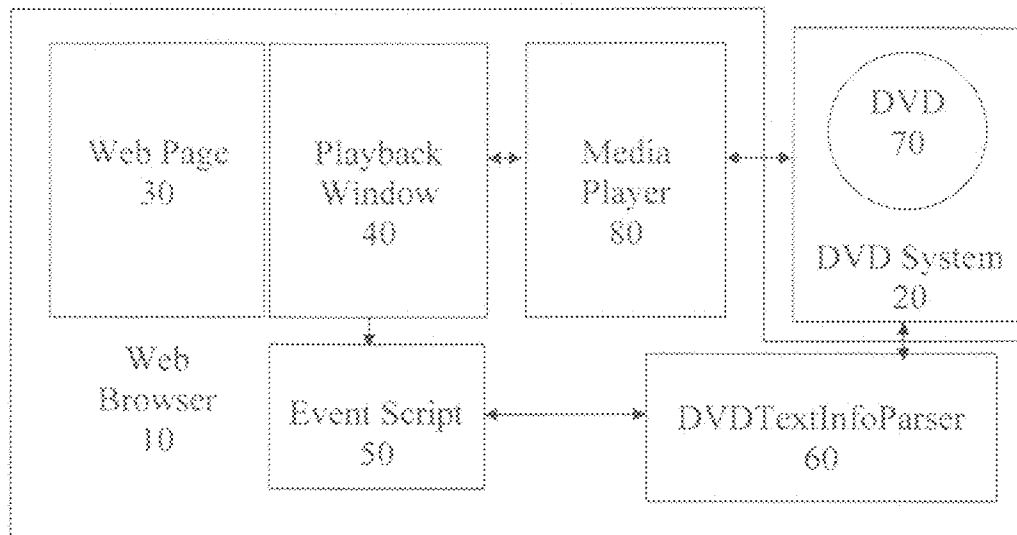 Web Page
30
Playback
Window
40
Media
Player
80
DVD
70
DVD System
20
Web
Browser
10
Event Script
50
DVDTextInfoParser
60